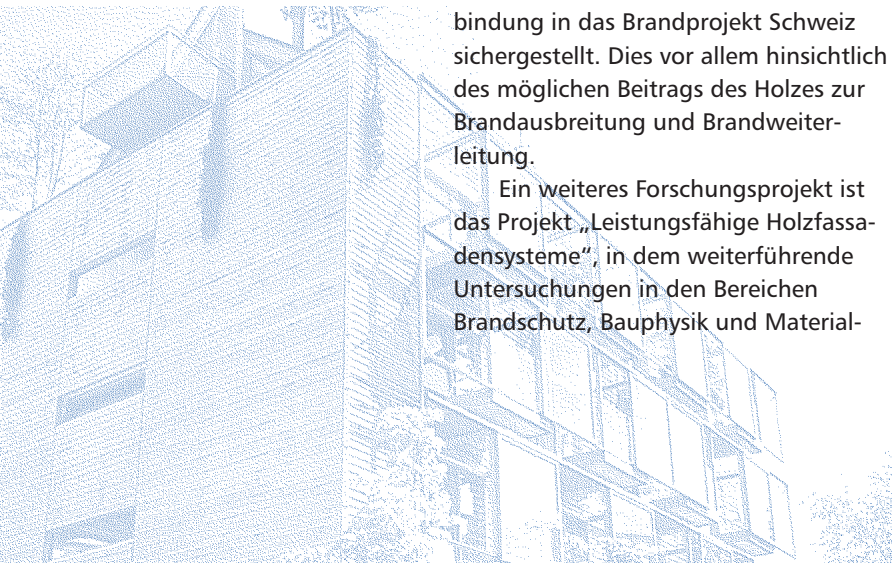 bindung in das Brandprojekt Schweiz
sichergestellt. Dies vor allem hinsichtlich
des möglichen Beitrags des Holzes zur
Brandausbreitung und Brandweiter-
leitung.
Ein weiteres Forschungsprojekt ist
das Projekt „Leistungsfähige Holzfassa-
densysteme“, in dem weiterführende
Untersuchungen in den Bereichen
Brandschutz, Bauphysik und Material-